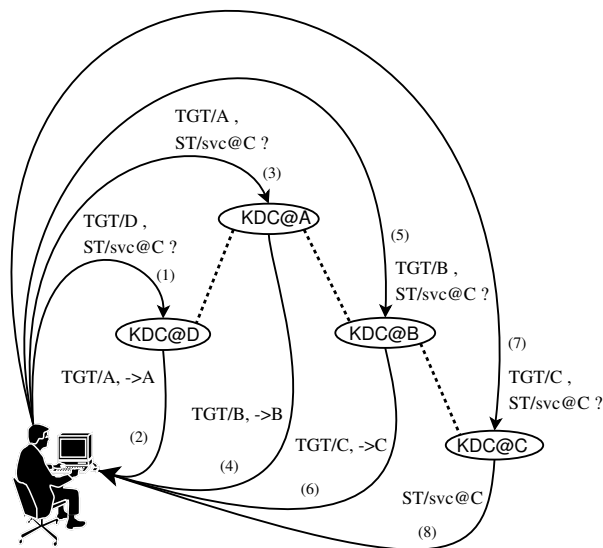 TGT/A ,
ST/svc@C ?
(3)
KDC@A
TGT/D ,
ST/svc@C ?
(1)
(5)
TGT/B ,
ST/svc@C ?
KDC@D
KDC@B
(7)
TGT/A, ->A
TGT/C ,
ST/svc@C ?
TGT/B, ->B
(2)
TGT/C, ->C
KDC@C
(4)
(6)
ST/svc@C
(8)